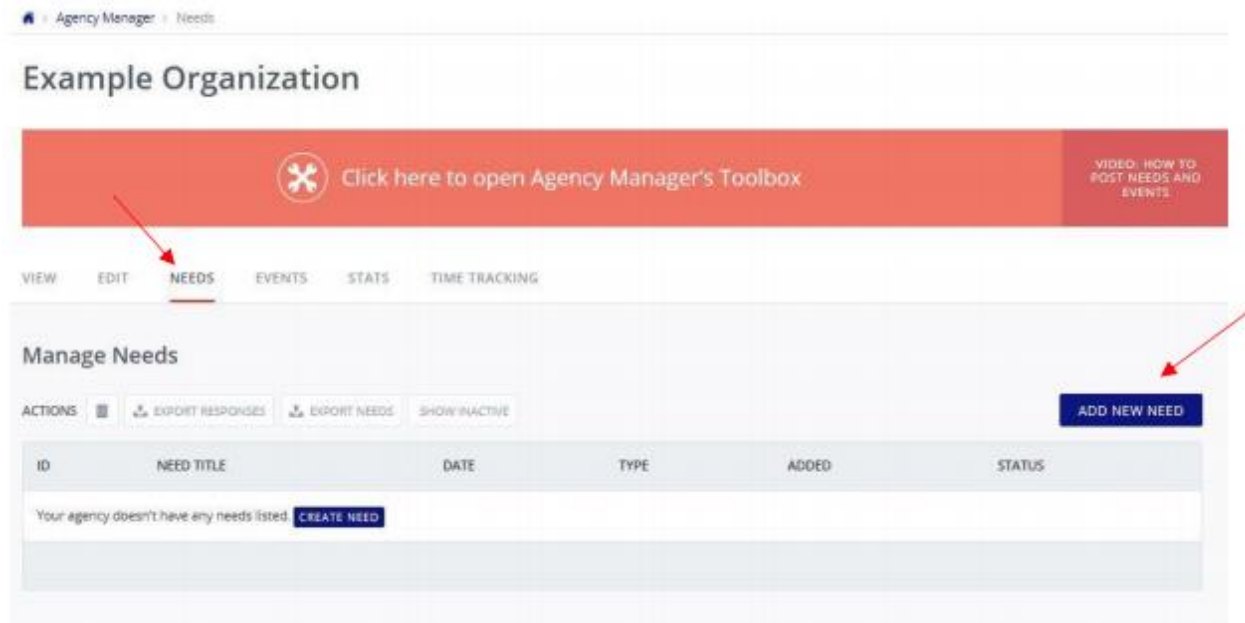 Agency Manager Needs
Example Organization
Click here to open Agency Manager's Toolbox
VIDEO: HOW TO
POST NEEDS AND
EVENTS
VIEW EDIT NEEDS EVENTS STATS TIME TRACKING
Manage Needs
ACTIONS EXPORT RESPONSES EXPORT NEEDS SHOW INACTIVE ADD NEW NEED
ID NEED TITLE DATE TYPE ADDED STATUS
Your agency doesn't have any needs listed. CREATE NEED